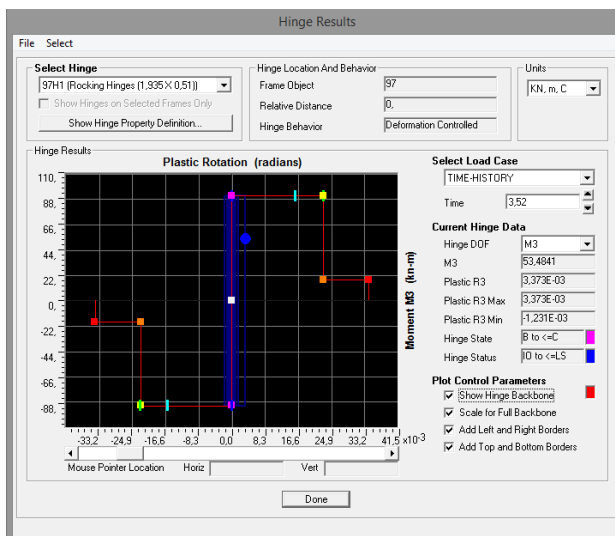 Hinge Results
File Select
Select Hinge
97H1 (Rocking Hinges (1,935 X 0,51))
Show Hinges on Selected Frames Only
Show Hinge Property Definition...
Hinge Location And Behavior
Frame Object 97
Relative Distance 0,
Hinge Behavior Deformation Controlled
Units
KN, m, C
Hinge Results
Plastic Rotation (radians)
110,
88,
66,
44,
22,
0,
-22,
-44,
-66,
-88,
-33,2 -24,9 -16,6 -8,3 0,0 8,3 16,6 24,9 33,2 41,5 x10 -3
Moment M3 (kn-m)
Mouse Pointer Location Horiz Vert
Select Load Case
TIME-HISTORY
Time 3,52
Current Hinge Data
Hinge DOF M3
M3 53,4841
Plastic R3 3,373E-03
Plastic R3 Max 3,373E-03
Plastic R3 Min -1,231E-03
Hinge State B to <=C
Hinge Status IO to <=LS
Plot Control Parameters
Show Hinge Backbone
Scale for Full Backbone
Add Left and Right Borders
Add Top and Bottom Borders
Done